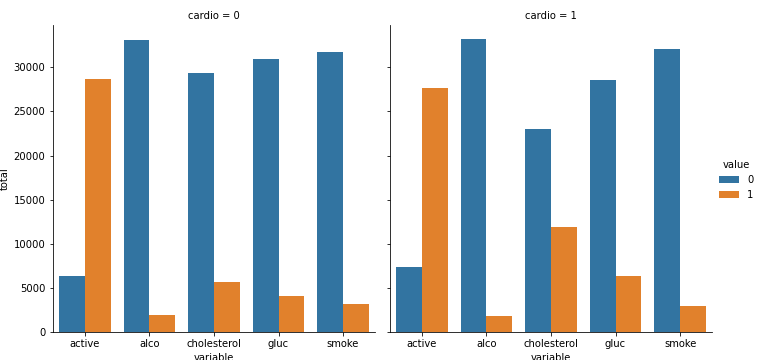 cardio = 0
cardio = 1
total
30000
25000
20000
15000
10000
5000
0
value
0
1
active alco cholesterol gluc smoke
variable
active alco cholesterol gluc smoke
variable